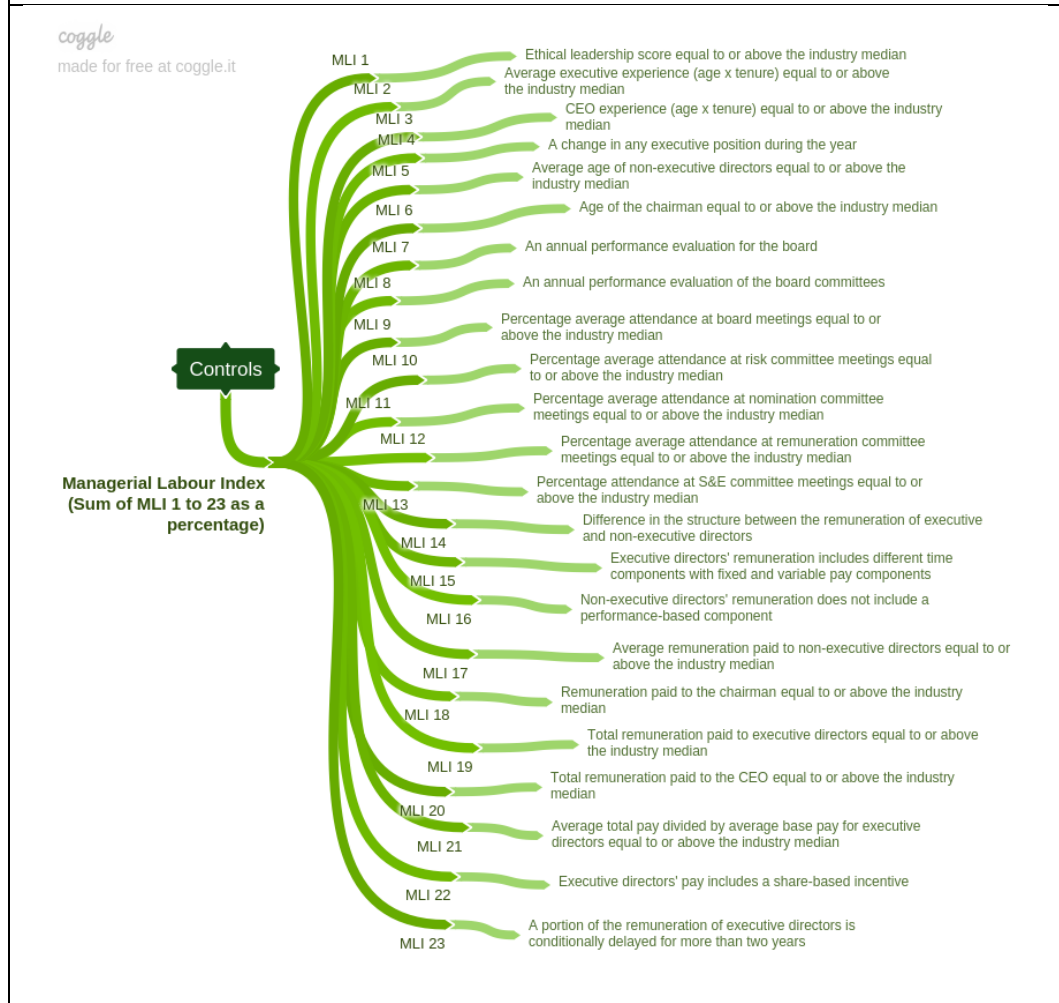 coggle
made for free at coggle.it
Controls
Managerial Labour Index
(Sum of MLI 1 to 23 as a
percentage)
MLI 1
Ethical leadership score equal to or above the industry median
MLI 2
Average executive experience (age x tenure) equal to or above
the industry median
MLI 3
CEO experience (age x tenure) equal to or above the industry
median
MLI 4
A change in any executive position during the year
MLI 5
Average age of non-executive directors equal to or above the
industry median
MLI 6
Age of the chairman equal to or above the industry median
MLI 7
An annual performance evaluation for the board
MLI 8
An annual performance evaluation of the board committees
MLI 9
Percentage average attendance at board meetings equal to or
above the industry median
MLI 10
Percentage average attendance at risk committee meetings equal
to or above the industry median
MLI 11
Percentage average attendance at nomination committee
meetings equal to or above the industry median
MLI 12
Percentage average attendance at remuneration committee
meetings equal to or above the industry median
MLI 13
Percentage attendance at S&E committee meetings equal to or
above the industry median
MLI 14
Difference in the structure between the remuneration of executive
and non-executive directors
MLI 15
Executive directors' remuneration includes different time
components with fixed and variable pay components
MLI 16
Non-executive directors' remuneration does not include a
performance-based component
MLI 17
Average remuneration paid to non-executive directors equal to or
above the industry median
MLI 18
Remuneration paid to the chairman equal to or above the industry
median
MLI 19
Total remuneration paid to executive directors equal to or above
the industry median
MLI 20
Total remuneration paid to the CEO equal to or above the industry
median
MLI 21
Average total pay divided by average base pay for executive
directors equal to or above the industry median
MLI 22
Executive directors' pay includes a share-based incentive
MLI 23
A portion of the remuneration of executive directors is
conditionally delayed for more than two years